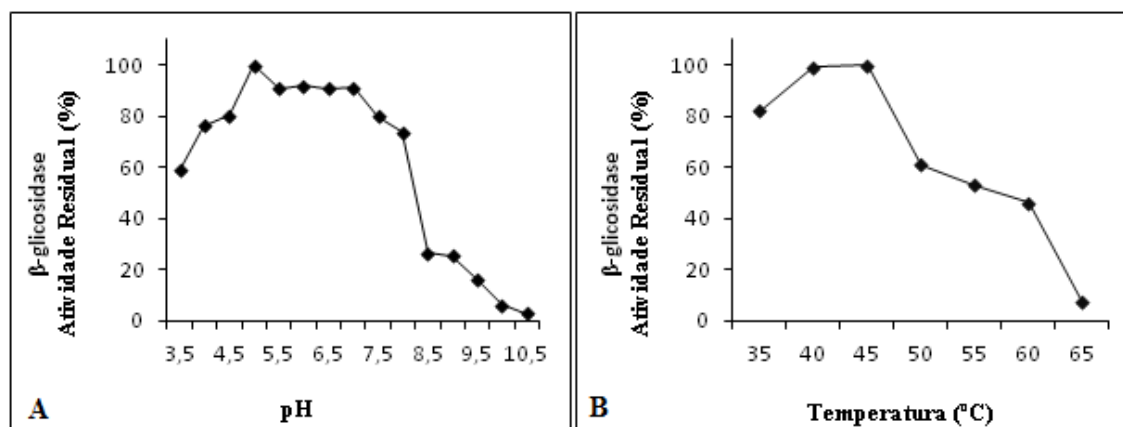 β-glicosidase
Atividade Residual (%)
100
80
60
40
20
0
3,5 4,5 5,5 6,5 7,5 8,5 9,5 10,5
A
pH
β-glicosidase
Atividade Residual (%)
100
80
60
40
20
0
35 40 45 50 55 60 65
B
Temperatura (ºC)